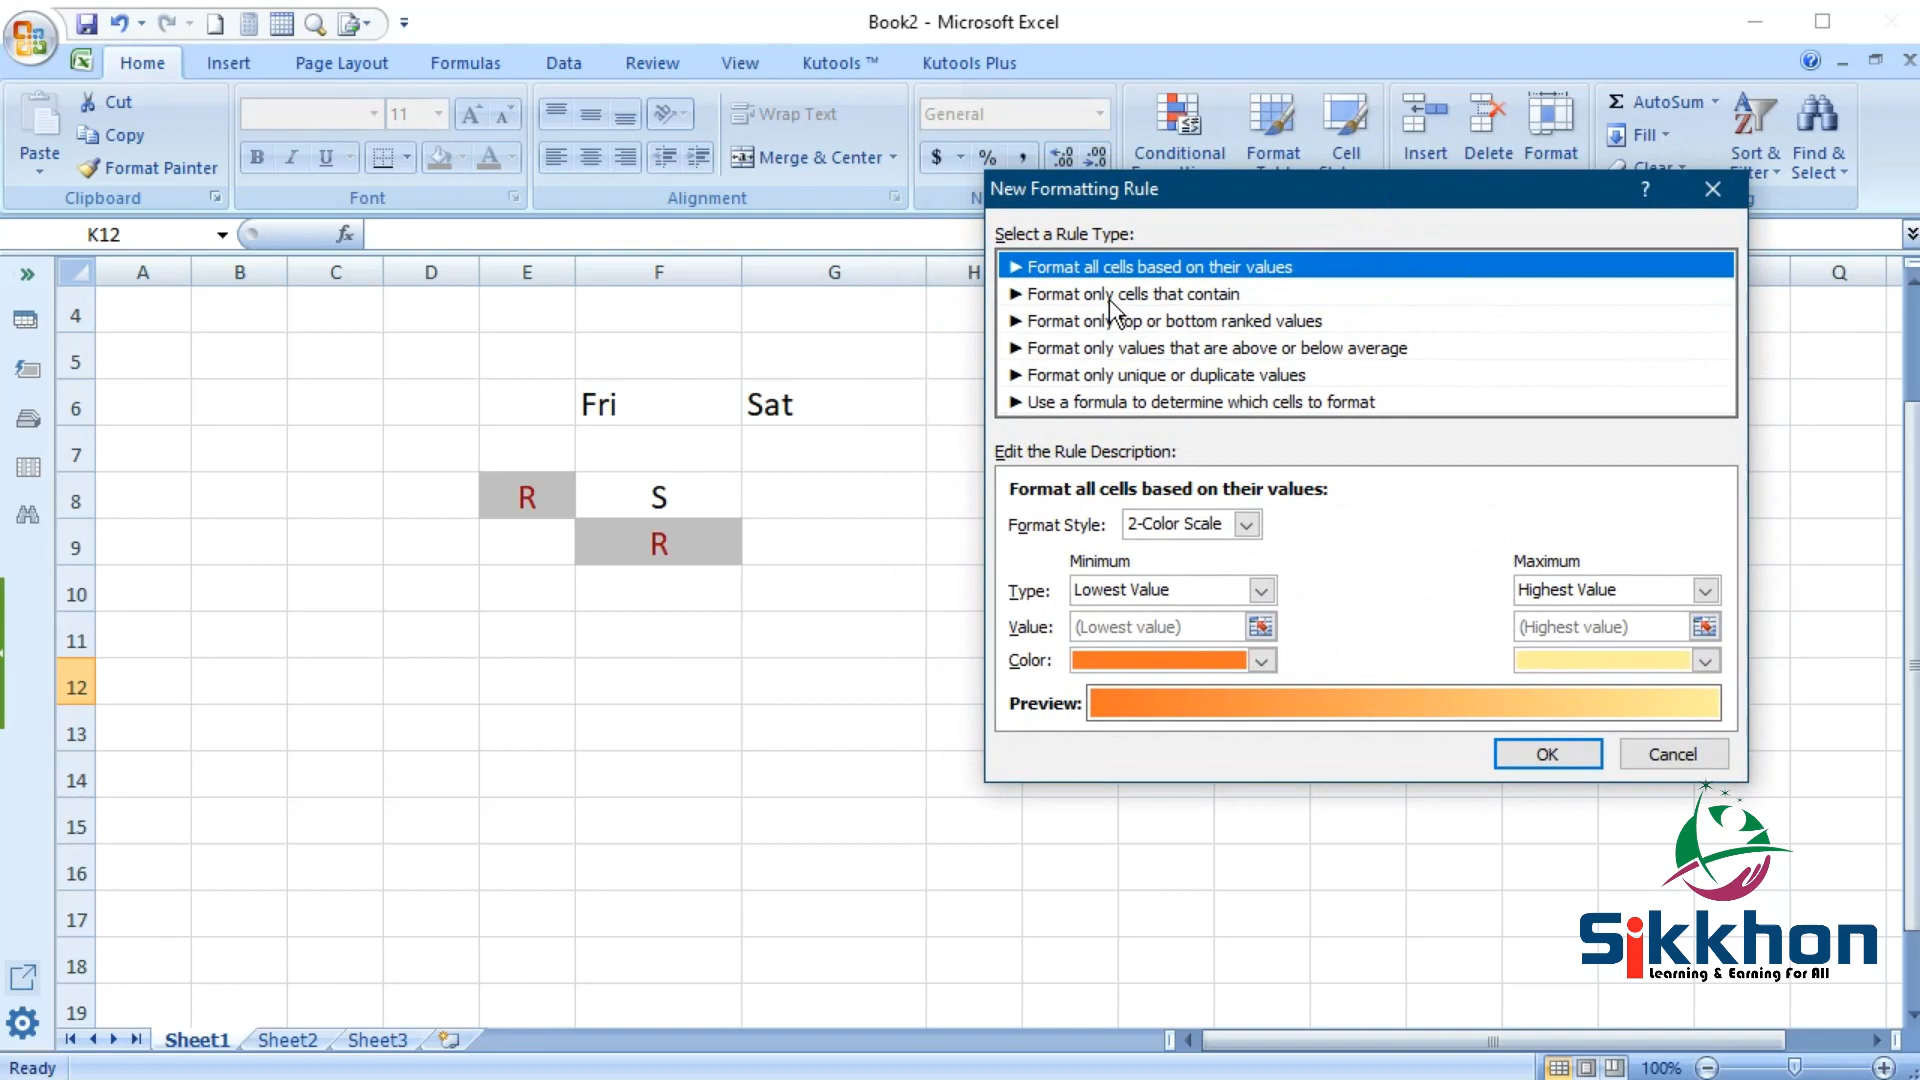 Book2 - Microsoft Excel
Home Insert Page Layout Formulas Data Review View Kutools ™ Kutools Plus
Paste
Cut
Copy
Format Painter
Clipboard
11
B I U
Font
Wrap Text
Merge & Center
Alignment
General
$ % ,
Conditional
Format
Cell
Insert Delete Format
AutoSum
Fill
Clear
Sort &
Filter
Find &
Select
K12
fx
A B C D E F G H Q
4
5
6 Fri Sat
7
8 R S
9 R
10
11
12
13
14
15
16
17
18
19
New Formatting Rule
Select a Rule Type:
► Format all cells based on their values
► Format only cells that contain
► Format only top or bottom ranked values
► Format only values that are above or below average
► Format only unique or duplicate values
► Use a formula to determine which cells to format
Edit the Rule Description:
Format all cells based on their values:
Format Style: 2-Color Scale
Minimum Maximum
Type: Lowest Value Highest Value
Value: (Lowest value) (Highest value)
Color:
Preview:
OK Cancel
Sikkhon
Learning & Earning For All
Sheet1 Sheet2 Sheet3
Ready
100%